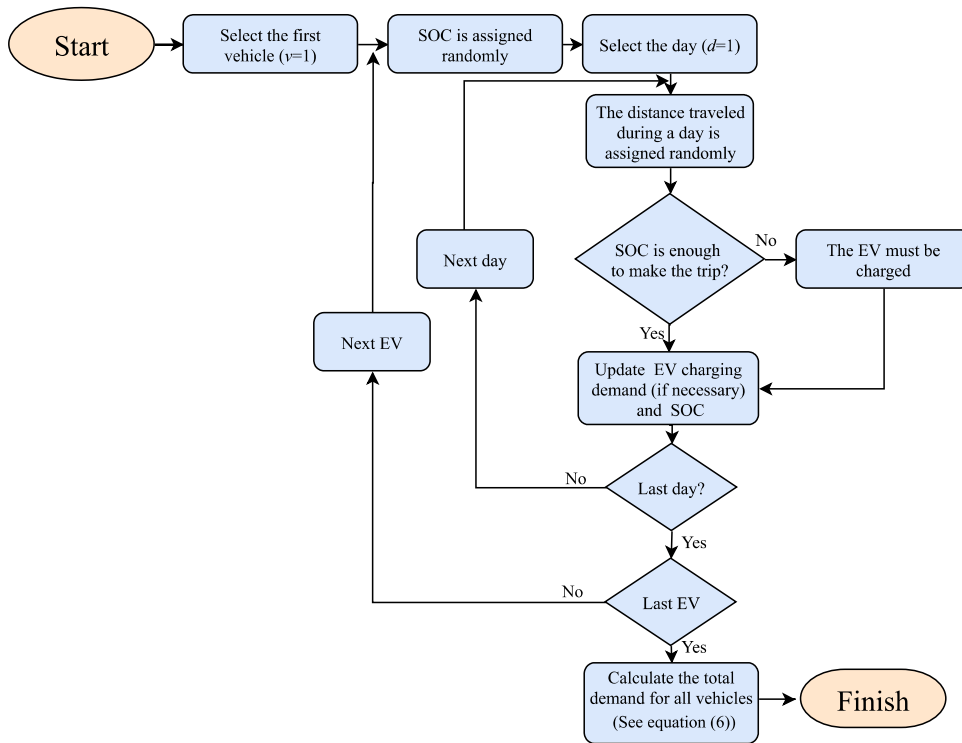 Start
Select the first
vehicle (v=1)
SOC is assigned
randomly
Select the day (d=1)
The distance traveled
during a day is
assigned randomly
SOC is enough
to make the trip?
No
The EV must be
charged
Next day
Next EV
Yes
Update EV charging
demand (if necessary)
and SOC
No
Last day?
Yes
No
Last EV
Yes
Calculate the total
demand for all vehicles
(See equation (6))
Finish